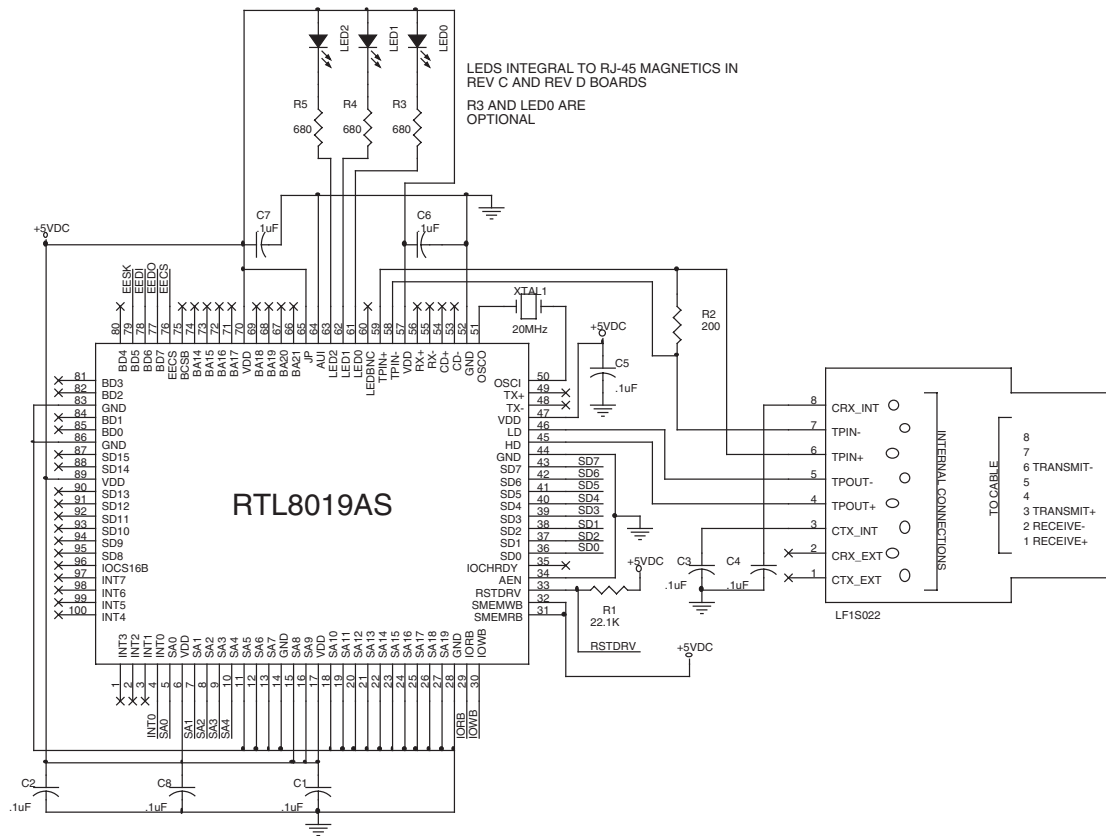 LED2
LED1
LED0
LEDS INTEGRAL TO RJ-45 MAGNETICS IN
REV C AND REV D BOARDS
R3 AND LED0 ARE
OPTIONAL
R5
680
R4
680
R3
680
C7
.1uF
C6
.1uF
+5VDC
EESK
EEDI
EEDO
EECS
XTAL1
20MHz
R2
200
+5VDC
C5
.1uF
80 79 78 77 76 75 74 73 72 71 70 69 68 67 66 65 64 63 62 61 60 59 58 57 56 55 54 53 52 51
BD4 BD5 BD6 BD7 EECS BCSB BA14 BA15 BA16 BA17 VDD BA18 BA19 BA20 BA21 JP AUI LED2 LED1 LED0 LEDBNC TPIN+ TPIN- VDD RX+ RX- CD+ CD- GND OSCO
81 BD3
82 BD2
83 GND
84 BD1
85 BD0
86 GND
87 SD15
88 SD14
89 VDD
90 SD13
91 SD12
92 SD11
93 SD10
94 SD9
95 SD8
96 IOCS16B
97 INT7
98 INT6
99 INT5
100 INT4
RTL8019AS
OSCI 50
TX+ 49
TX- 48
VDD 47
LD 46
HD 45
GND 44
SD7 43 SD7
SD6 42 SD6
SD5 41 SD5
SD4 40 SD4
SD3 39 SD3
SD2 38 SD1
SD1 37 SD2
SD0 36 SD0
IOCHRDY 35
AEN 34
RSTDRV 33
SMEMWB 32
SMEMRB 31
+5VDC
R1
22.1K
RSTDRV
+5VDC
INT3 INT2 INT1 INT0 SA0 VDD SA1 SA2 SA3 SA4 SA5 SA6 SA7 GND SA8 SA9 VDD SA10 SA11 SA12 SA13 SA14 SA15 SA16 SA17 SA18 SA19 GND IORB IOWB
1 2 3 4 5 6 7 8 9 10 11 12 13 14 15 16 17 18 19 20 21 22 23 24 25 26 27 28 29 30
INT0
SA0
SA1
SA2
SA3
SA4
IORB
IOWB
C2
.1uF
C8
.1uF
C1
.1uF
C3
.1uF
C4
.1uF
8 CRX_INT
7 TPIN-
6 TPIN+
5 TPOUT-
4 TPOUT+
3 CTX_INT
2 CRX_EXT
1 CTX_EXT
LF1S022
INTERNAL CONNECTIONS
TO CABLE
8
7
6 TRANSMIT-
5
4
3 TRANSMIT+
2 RECEIVE-
1 RECEIVE+